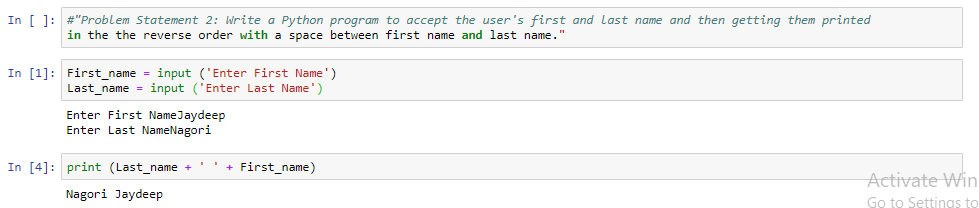 In [ ]: #"Problem Statement 2: Write a Python program to accept the user's first and last name and then getting them printed
in the the reverse order with a space between first name and last name."
In [1]: First_name = input ('Enter First Name')
Last_name = input ('Enter Last Name')
Enter First NameJaydeep
Enter Last NameNagori
In [4]: print (Last_name + ' ' + First_name)
Nagori Jaydeep
Activate Win
Go to Settings to